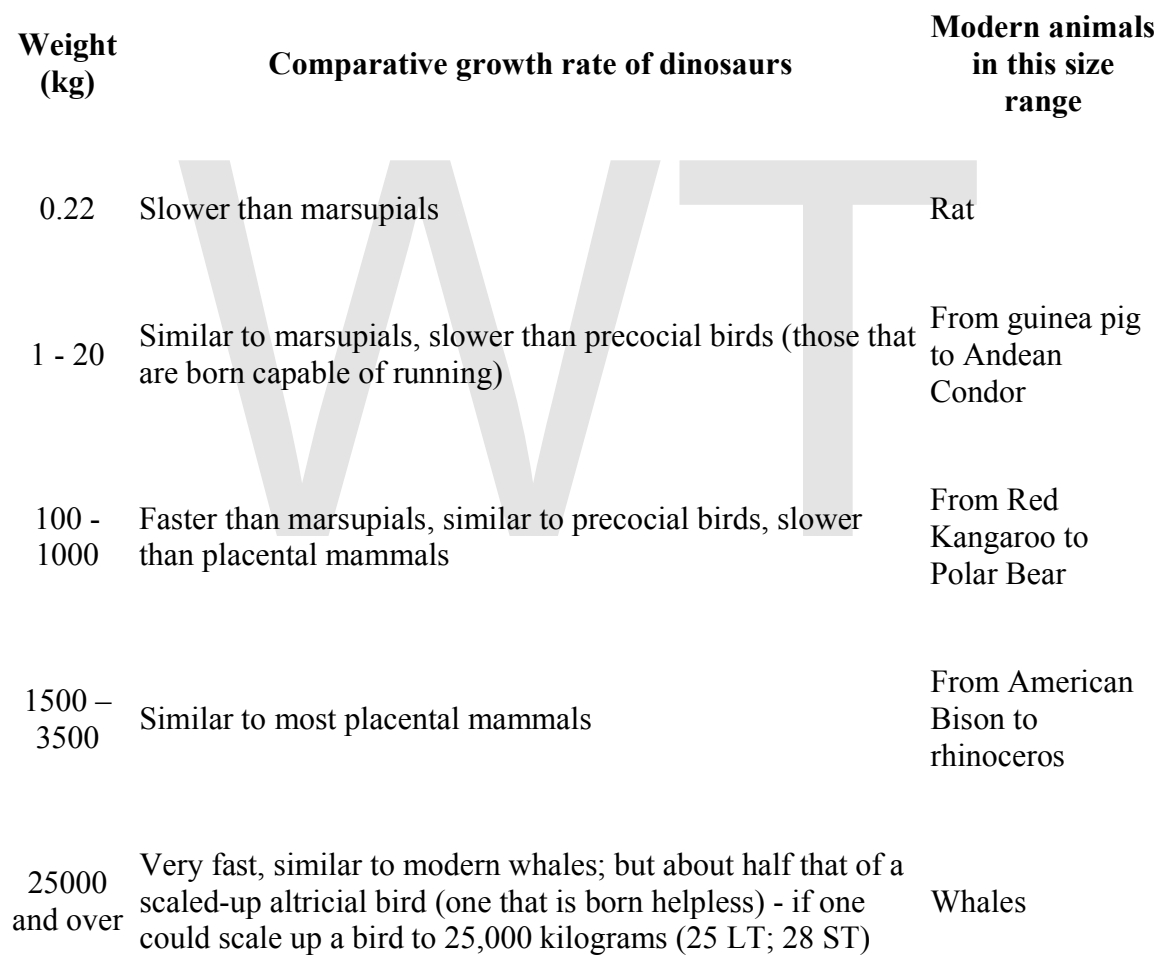 Weight
(kg)
Comparative growth rate of dinosaurs
Modern animals
in this size
range
0.22
Slower than marsupials
Rat
1 - 20
Similar to marsupials, slower than precocial birds (those that
are born capable of running)
From guinea pig
to Andean
Condor
100 -
1000
Faster than marsupials, similar to precocial birds, slower
than placental mammals
From Red
Kangaroo to
Polar Bear
1500 –
3500
Similar to most placental mammals
From American
Bison to
rhinoceros
25000
and over
Very fast, similar to modern whales; but about half that of a
scaled-up altricial bird (one that is born helpless) - if one
could scale up a bird to 25,000 kilograms (25 LT; 28 ST)
Whales
WT